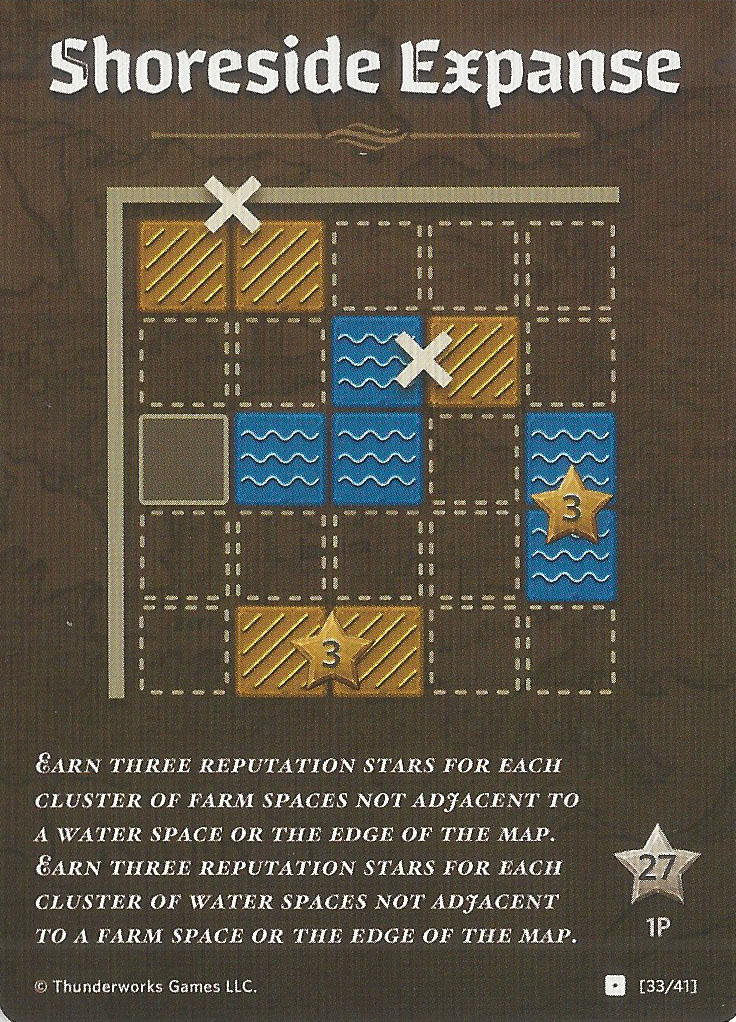 Shoreside Expanse
3
3
Earn three reputation stars for each
cluster of farm spaces not adjacent to
a water space or the edge of the map.
Earn three reputation stars for each
cluster of water spaces not adjacent
to a farm space or the edge of the map.
27
1P
© Thunderworks Games LLC.
[33/41]